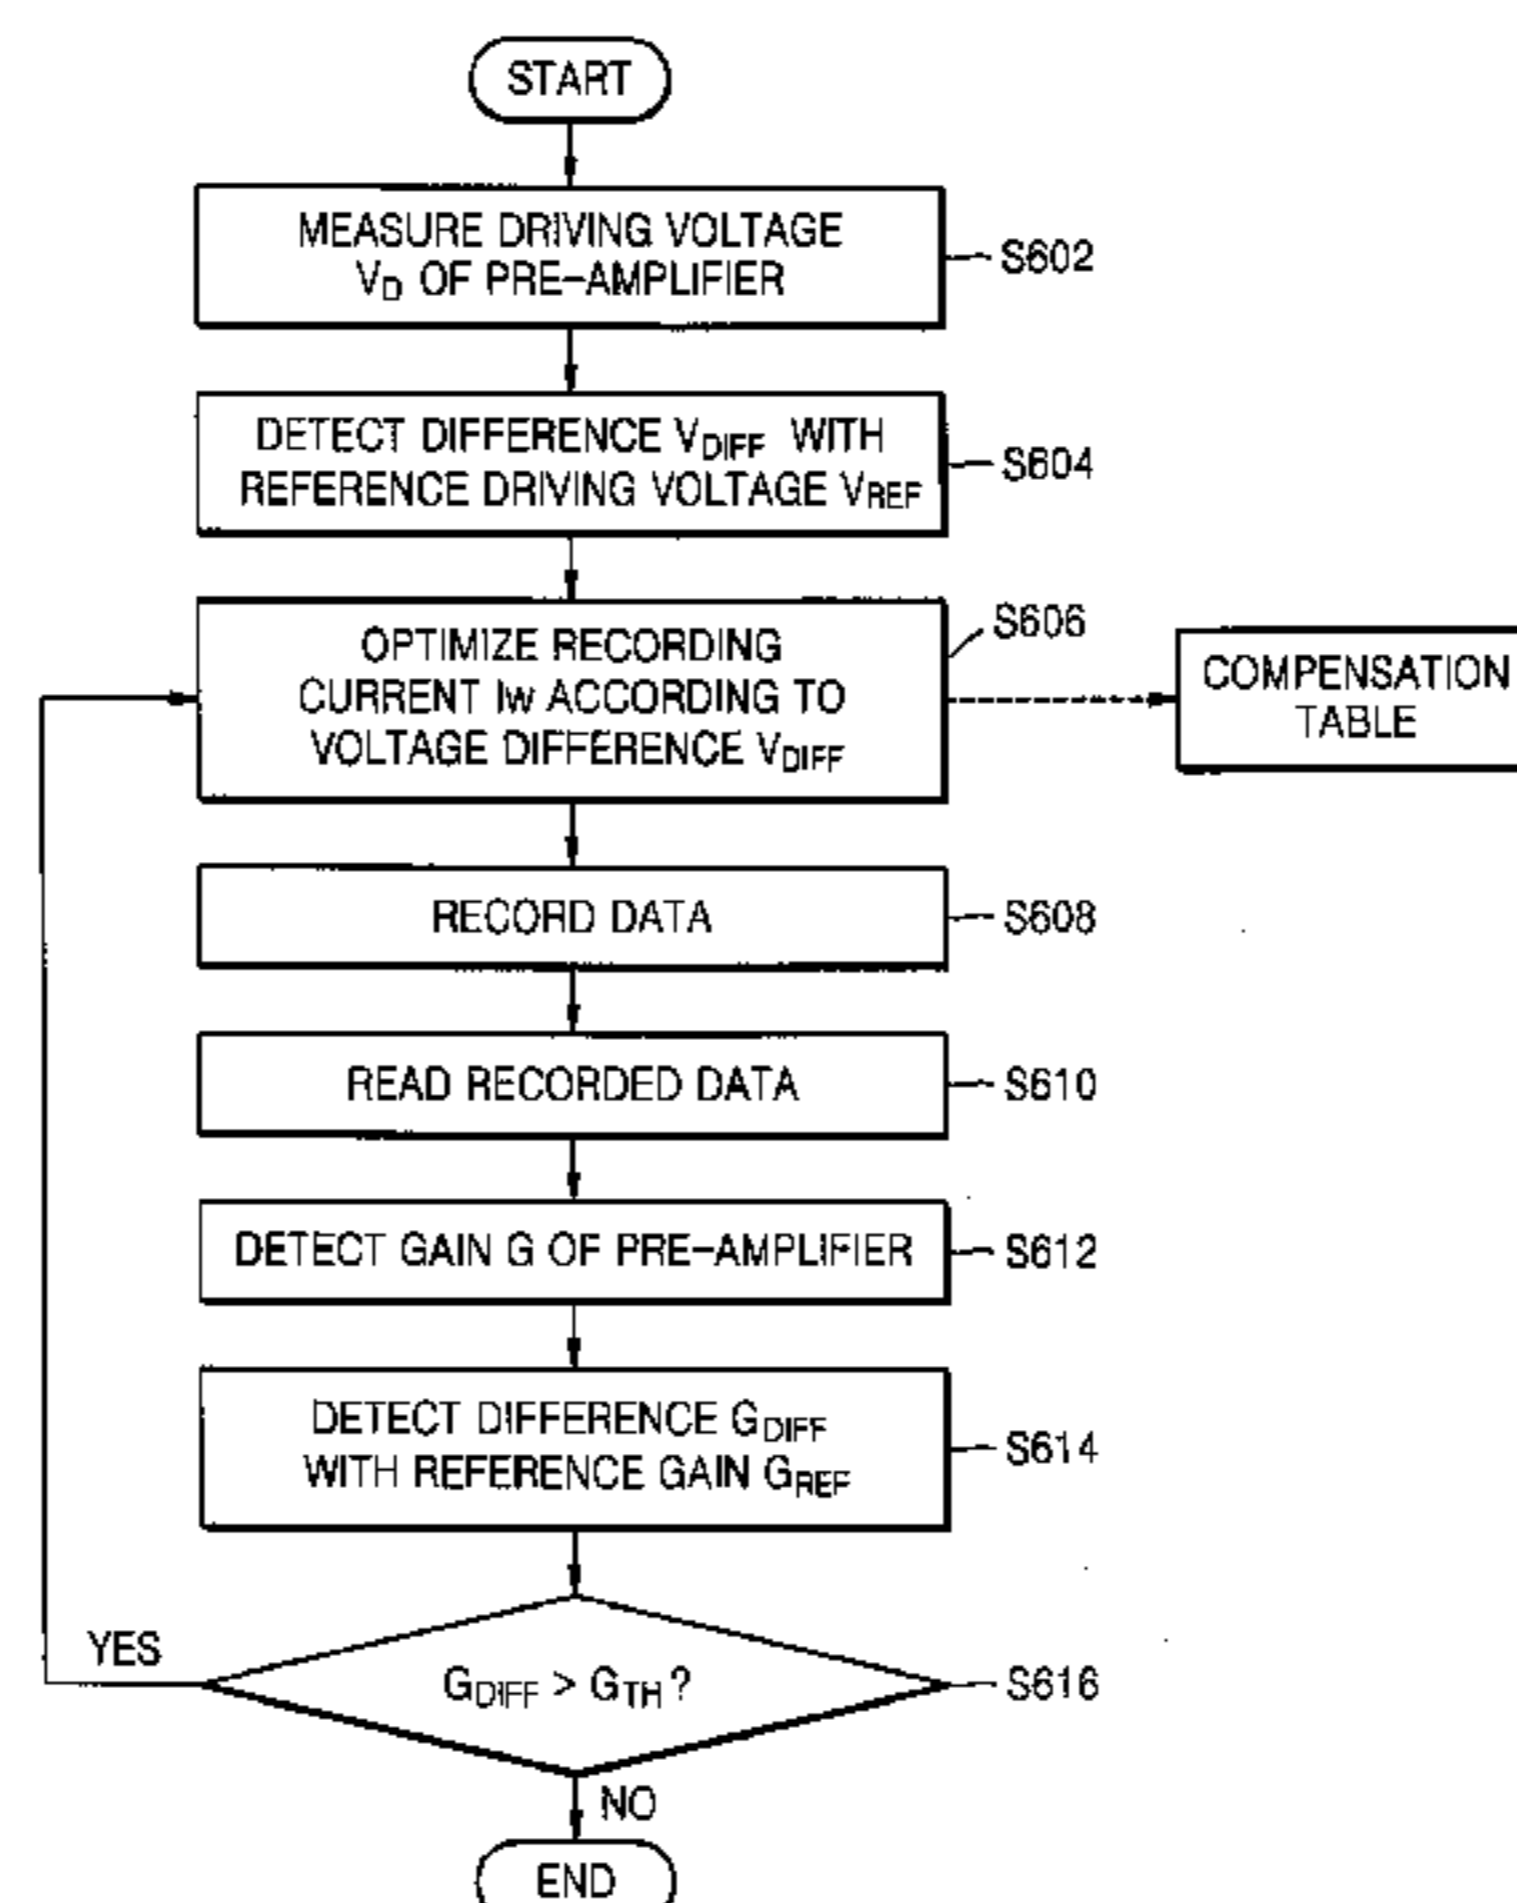 START
MEASURE DRIVING VOLTAGE
VD OF PRE-AMPLIFIER
S602
DETECT DIFFERENCE VDIFF WITH
REFERENCE DRIVING VOLTAGE VREF
S604
OPTIMIZE RECORDING
CURRENT IW ACCORDING TO
VOLTAGE DIFFERENCE VDIFF
S606
COMPENSATION
TABLE
RECORD DATA
S608
READ RECORDED DATA
S610
DETECT GAIN G OF PRE-AMPLIFIER
S612
DETECT DIFFERENCE GDIFF
WITH REFERENCE GAIN GREF
S614
YES
GDIFF > GTH?
S616
NO
END